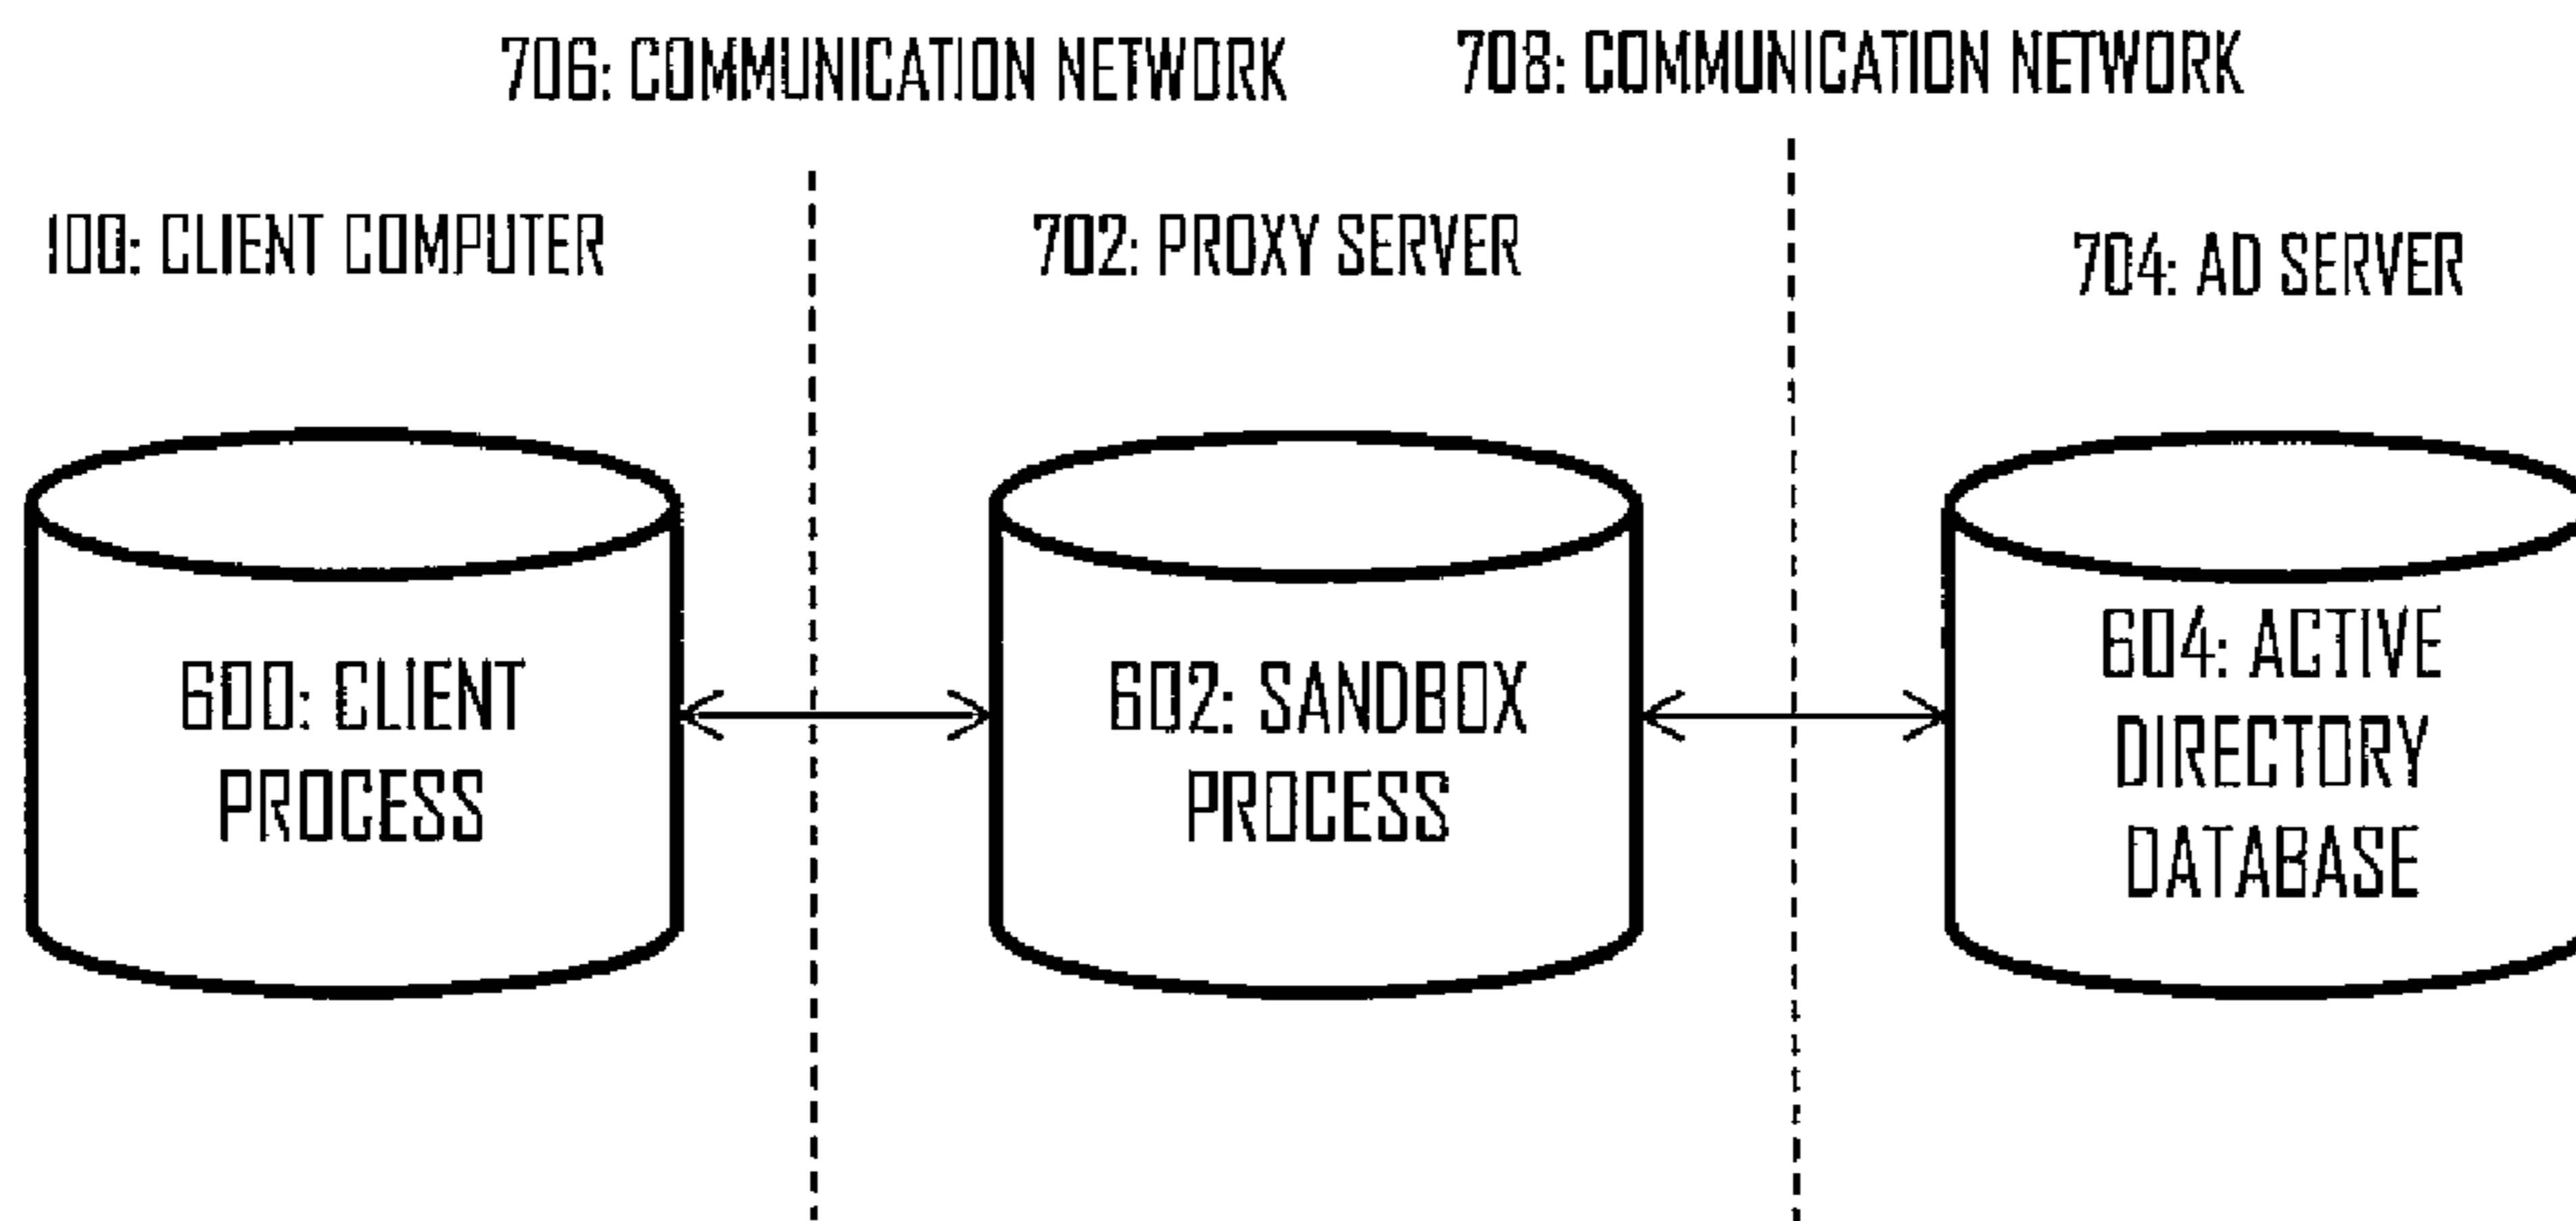 706: COMMUNICATION NETWORK
708: COMMUNICATION NETWORK
100: CLIENT COMPUTER
702: PROXY SERVER
704: AD SERVER
600: CLIENT
PROCESS
602: SANDBOX
PROCESS
604: ACTIVE
DIRECTORY
DATABASE